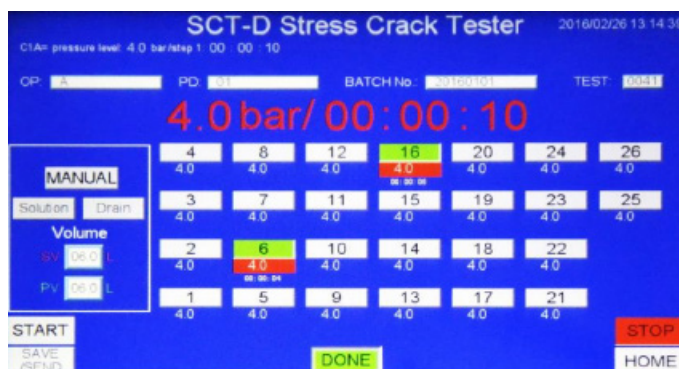 SCT-D Stress Crack Tester 2016/02/26 13:14:39
C1A= pressure level: 4.0 bar/step 1: 00 : 00 : 10
OP: A PD: 01 BATCH No.: 20160101 TEST: 0041
4.0 bar/ 00 : 00 : 10
4 8 12 16 20 24 26
4.0 4.0 4.0 4.0 4.0 4.0 4.0
MANUAL
3 7 11 15 19 23 25
4.0 4.0 4.0 4.0 4.0 4.0 4.0
Solution Drain
Volume
2 6 10 14 18 22
4.0 4.0 4.0 4.0 4.0 4.0
SV 06.0 L
00: 00: 04
PV 06.0 L
1 5 9 13 17 21
4.0 4.0 4.0 4.0 4.0 4.0
START STOP
SAVE
/SEND DONE HOME